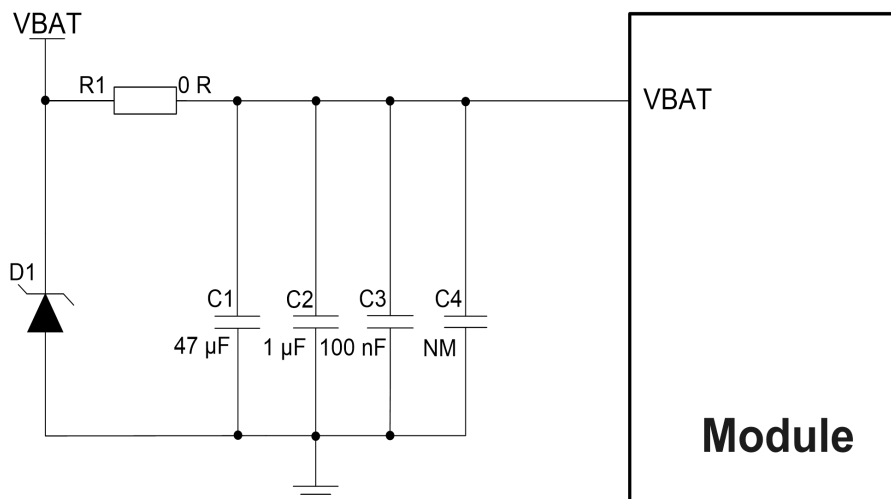 VBAT
R1 0 R
VBAT
D1
C1 C2 C3 C4
47 µF 1 µF 100 nF NM
Module